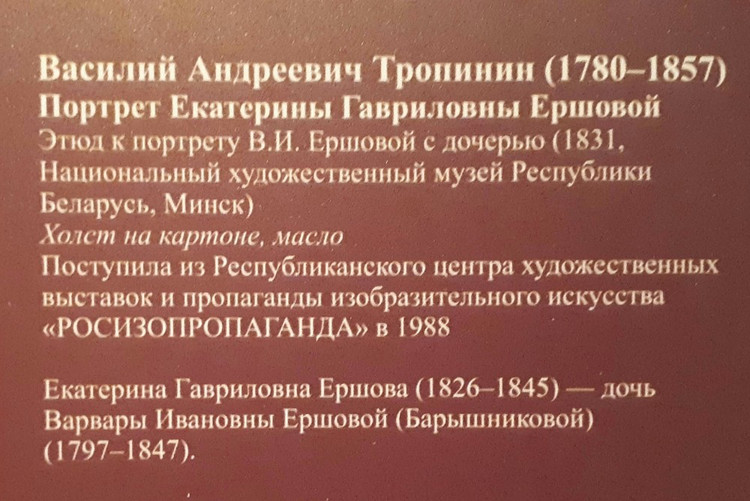 Василий Андреевич Тропинин (1780–1857)
Портрет Екатерины Гавриловны Ершовой
Этюд к портрету В.И. Ершовой с дочерью (1831,
Национальный художественный музей Республики
Беларусь, Минск)
Холст на картоне, масло
Поступила из Республиканского центра художественных
выставок и пропаганды изобразительного искусства
«РОСИЗОПРОПАГАНДА» в 1988
Екатерина Гавриловна Ершова (1826–1845) — дочь
Варвары Ивановны Ершовой (Барышниковой)
(1797–1847).